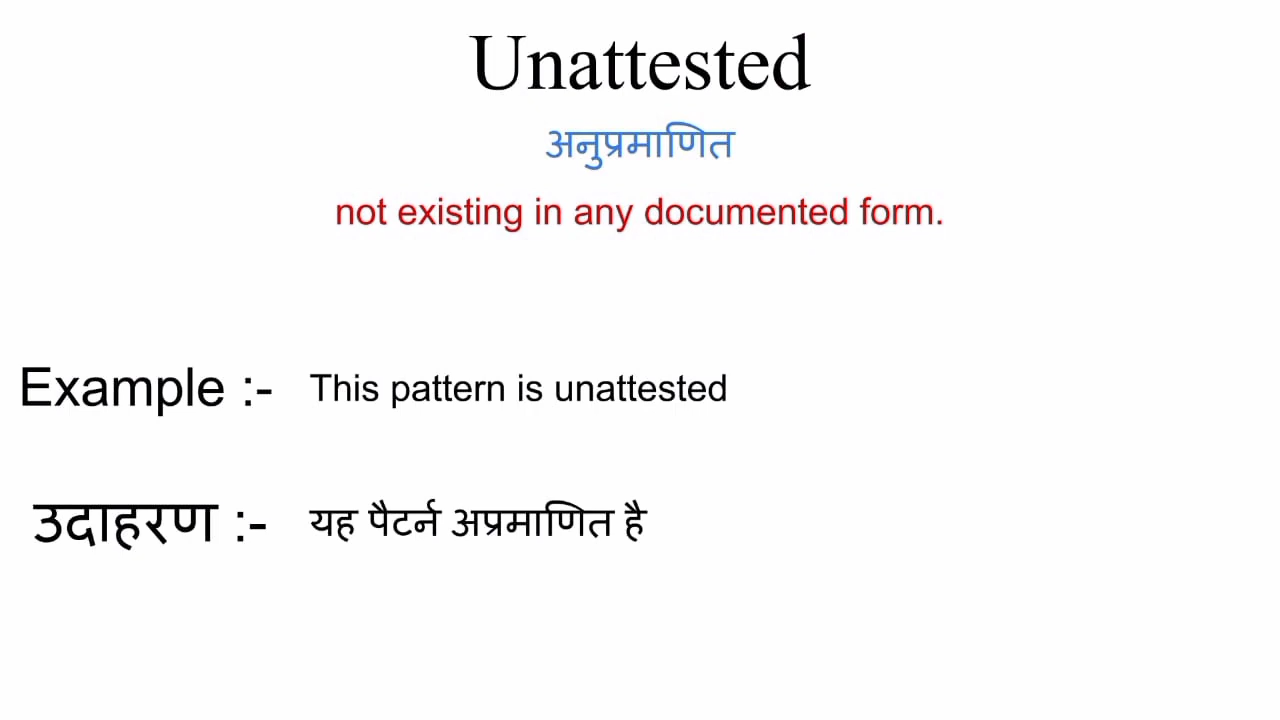 Unattested
अनुप्रमाणित
not existing in any documented form.
Example :- This pattern is unattested
उदाहरण :- यह पैटर्न अप्रमाणित है